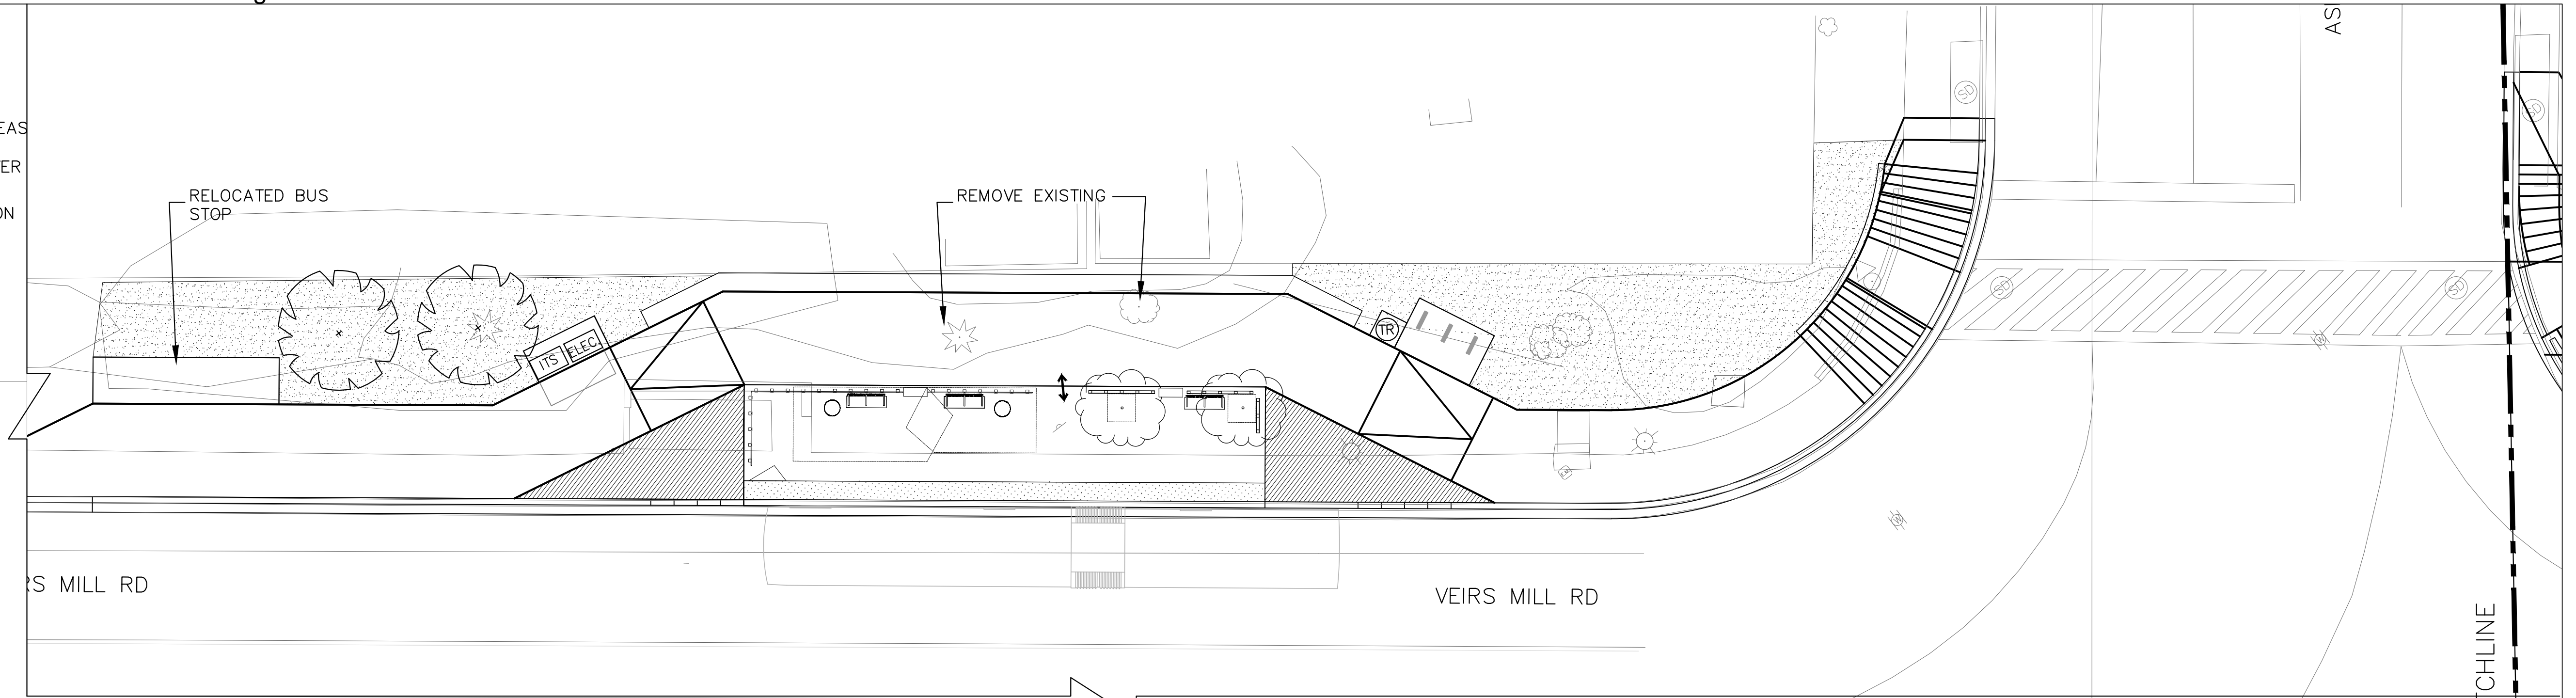 AS
EAS
ER
ON
SD
SD
RELOCATED BUS
STOP
REMOVE EXISTING
SD
SD
TR
ITS
ELEC.
W
W
RS MILL RD
VEIRS MILL RD
CHLINE